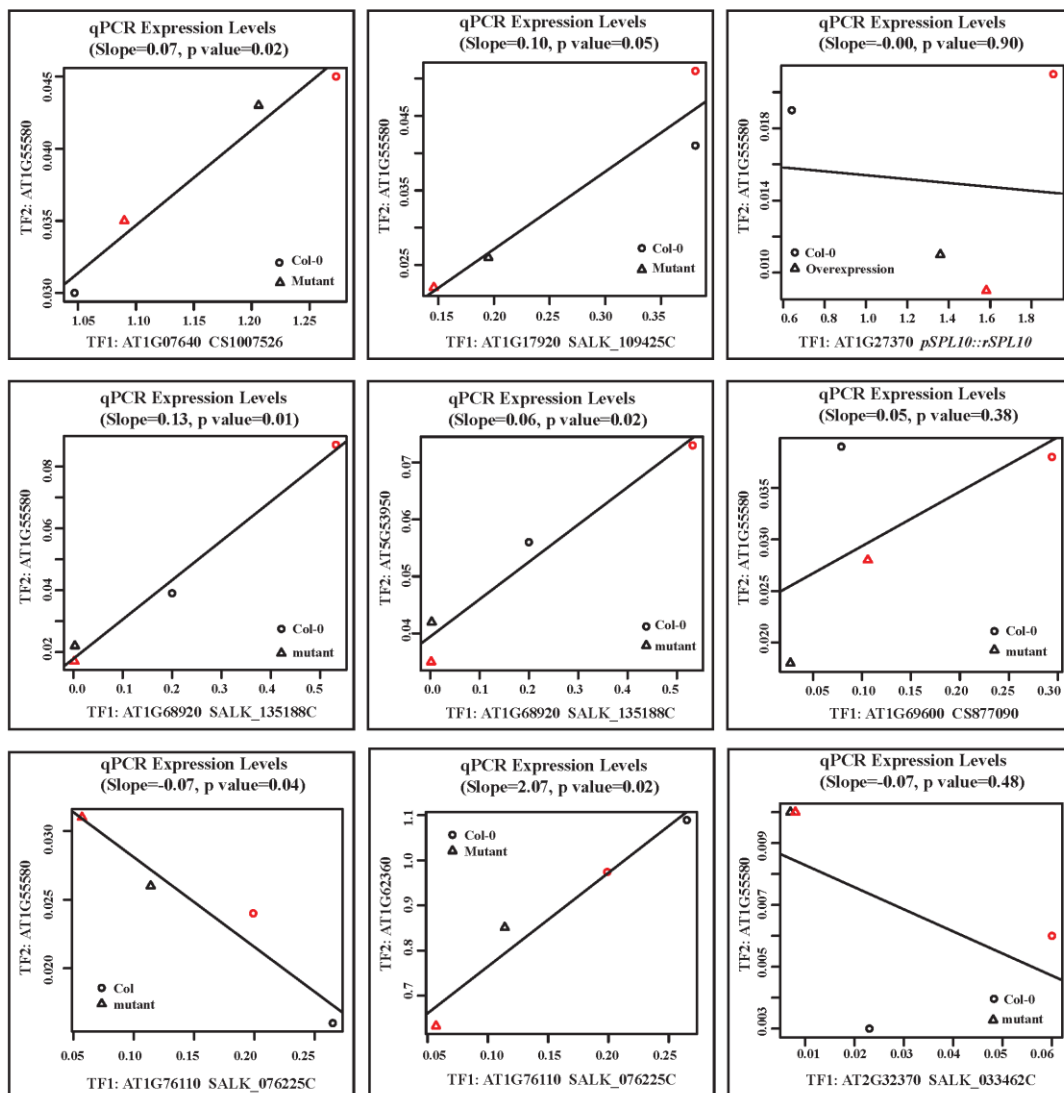 qPCR Expression Levels
(Slope=0.07, p value=0.02)
TF2: AT1G55580
0.045
0.040
0.035
0.030
Col-0
Mutant
1.05 1.10 1.15 1.20 1.25
TF1: AT1G07640 CS1007526
qPCR Expression Levels
(Slope=0.10, p value=0.05)
TF2: AT1G55580
0.045
0.035
0.025
Col-0
Mutant
0.15 0.20 0.25 0.30 0.35
TF1: AT1G17920 SALK_109425C
qPCR Expression Levels
(Slope=-0.00, p value=0.90)
TF2: AT1G55580
0.018
0.014
0.010
Col-0
Overexpression
0.6 0.8 1.0 1.2 1.4 1.6 1.8
TF1: AT1G27370 pSPL10::rSPL10
qPCR Expression Levels
(Slope=0.13, p value=0.01)
TF2: AT1G55580
0.08
0.06
0.04
0.02
Col-0
mutant
0.0 0.1 0.2 0.3 0.4 0.5
TF1: AT1G68920 SALK_135188C
qPCR Expression Levels
(Slope=0.06, p value=0.02)
TF2: AT5G53950
0.07
0.06
0.05
0.04
Col-0
mutant
0.0 0.1 0.2 0.3 0.4 0.5
TF1: AT1G68920 SALK_135188C
qPCR Expression Levels
(Slope=0.05, p value=0.38)
TF2: AT1G55580
0.035
0.030
0.025
0.020
Col-0
mutant
0.05 0.10 0.15 0.20 0.25 0.30
TF1: AT1G69600 CS877090
qPCR Expression Levels
(Slope=-0.07, p value=0.04)
TF2: AT1G55580
0.030
0.025
0.020
Col
mutant
0.05 0.10 0.15 0.20 0.25
TF1: AT1G76110 SALK_076225C
qPCR Expression Levels
(Slope=2.07, p value=0.02)
TF2: AT1G62360
1.1
1.0
0.9
0.8
0.7
Col-0
Mutant
0.05 0.10 0.15 0.20 0.25
TF1: AT1G76110 SALK_076225C
qPCR Expression Levels
(Slope=-0.07, p value=0.48)
TF2: AT1G55580
0.009
0.007
0.005
0.003
Col-0
mutant
0.01 0.02 0.03 0.04 0.05 0.06
TF1: AT2G32370 SALK_033462C